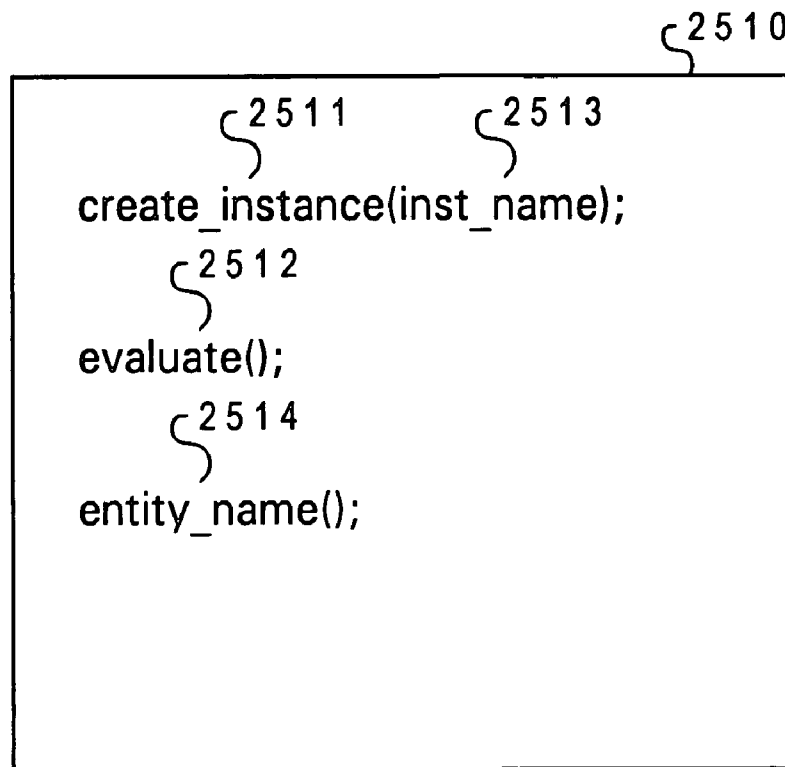 2510
2511 2513
create_instance(inst_name);
2512
evaluate();
2514
entity_name();